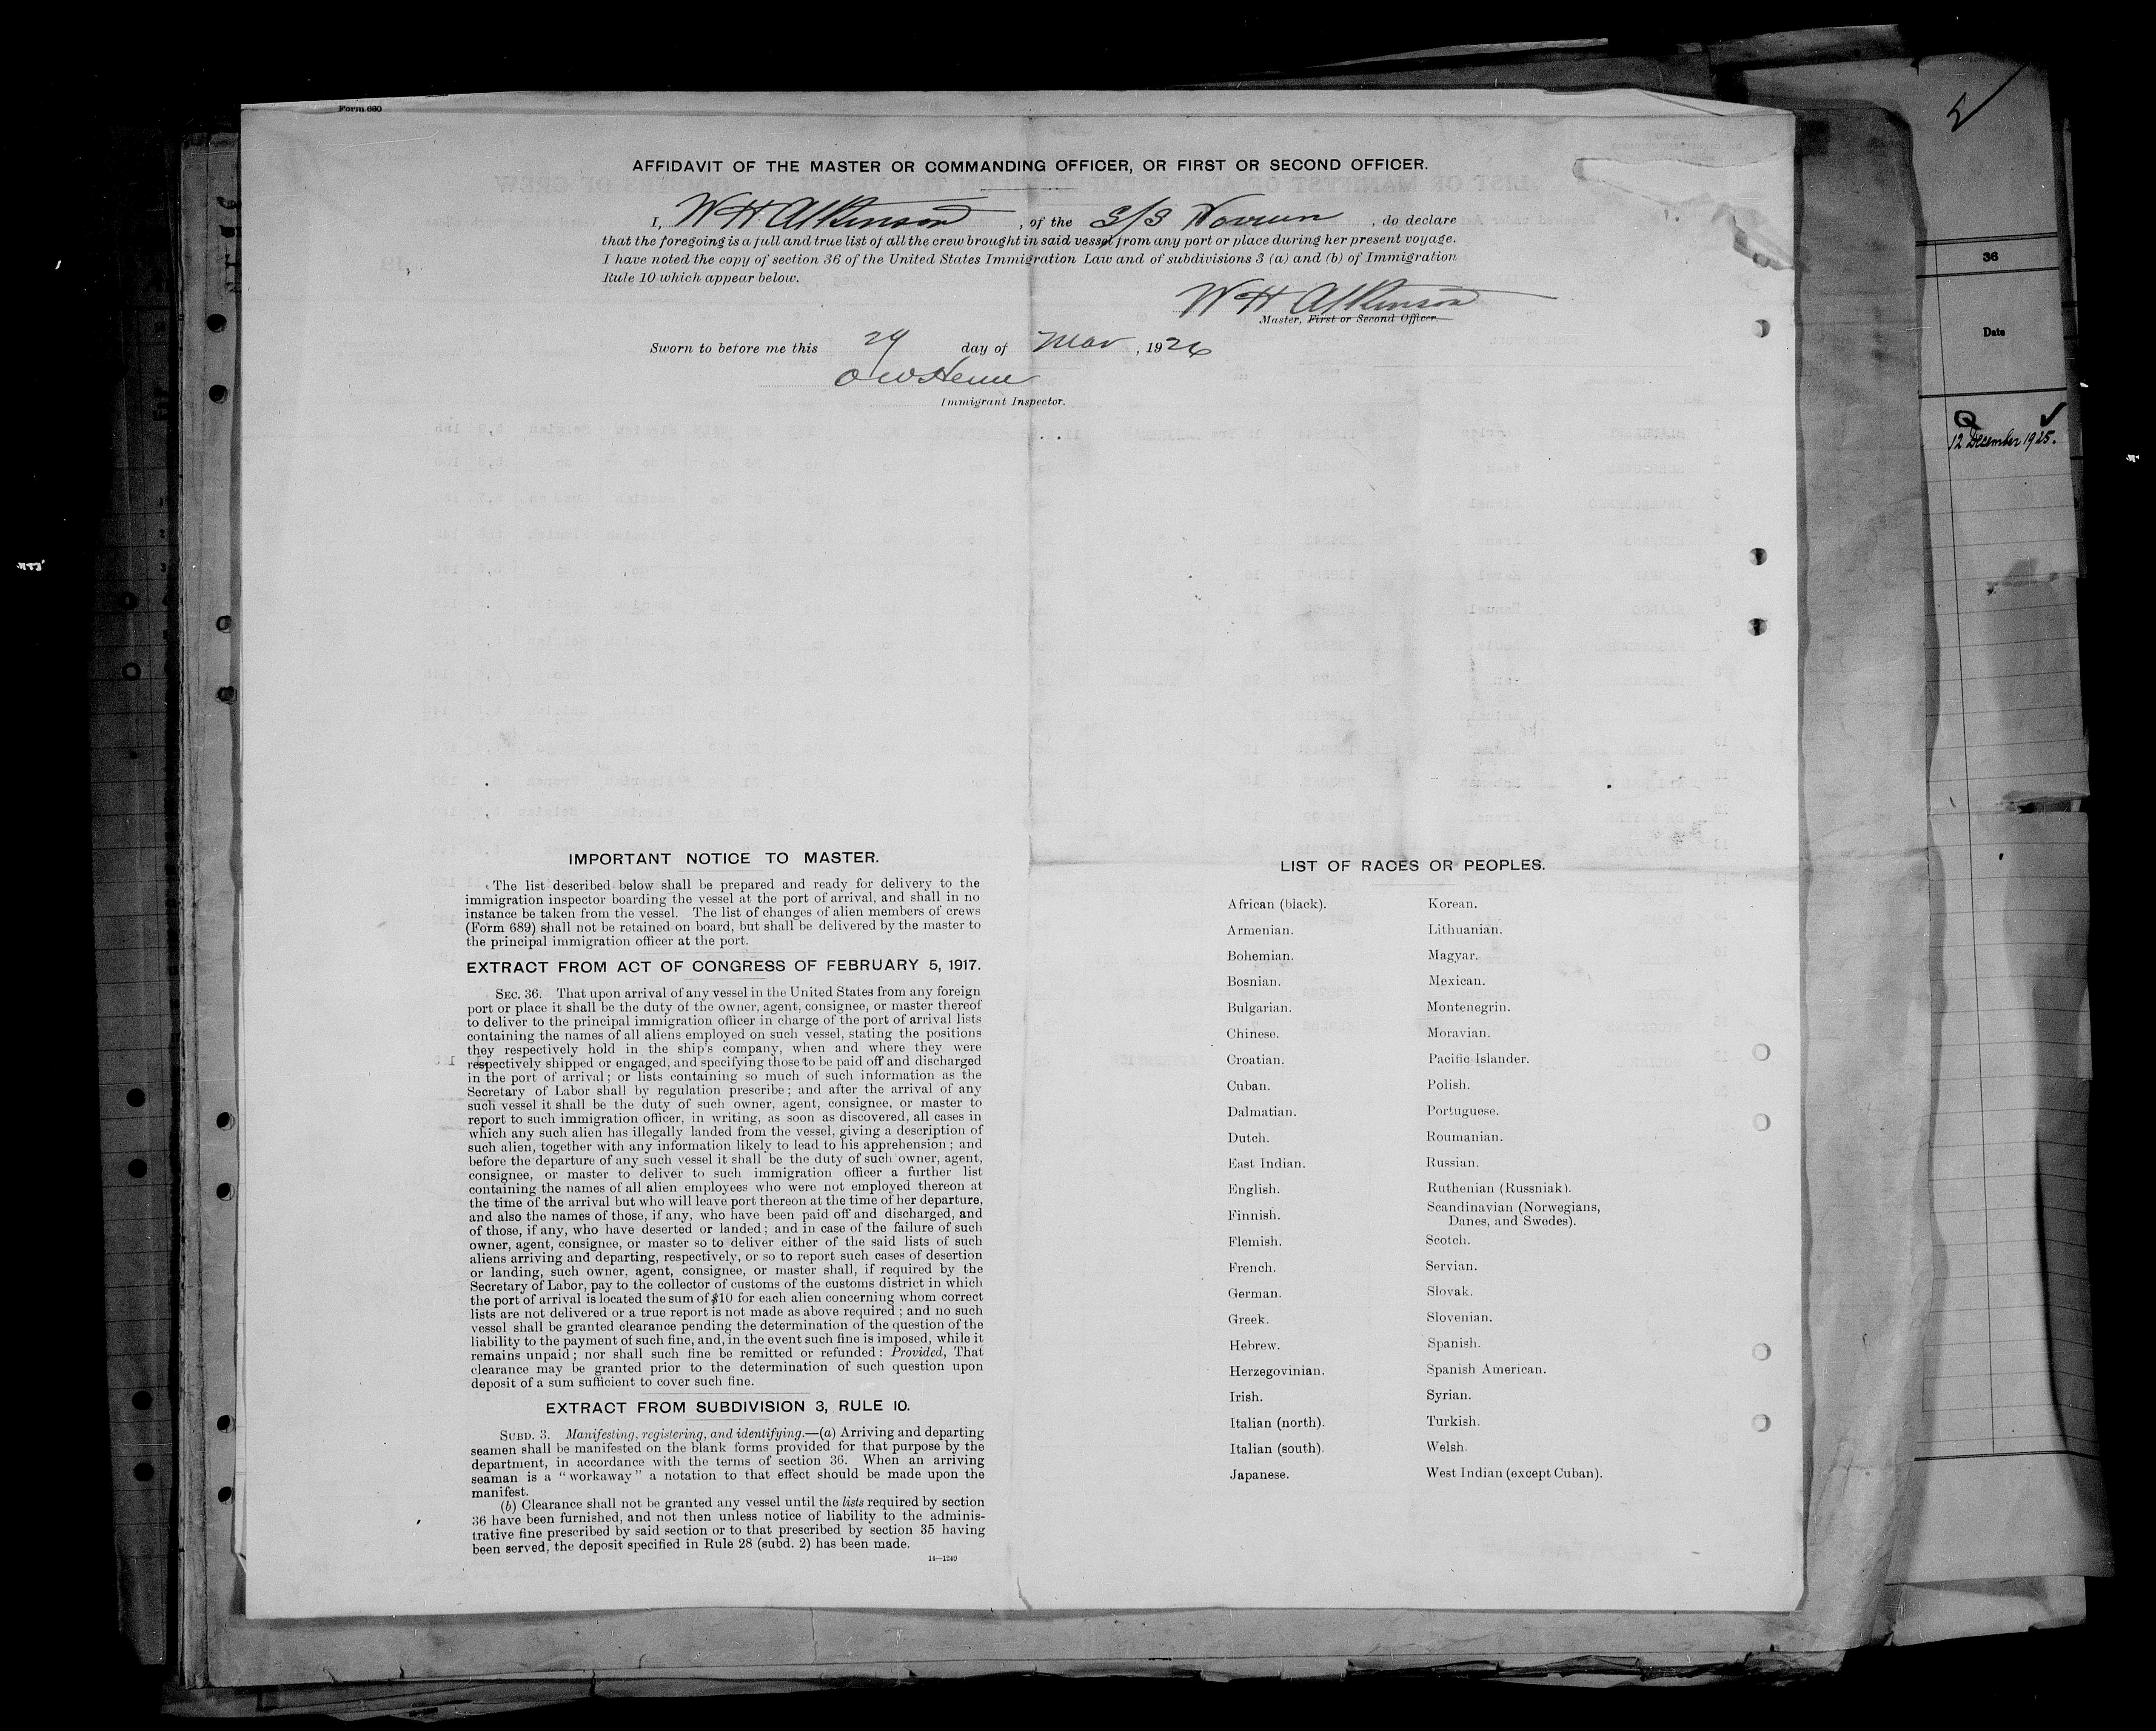 Form 680
AFFIDAVIT OF THE MASTER OR COMMANDING OFFICER, OR FIRST OR SECOND OFFICER.
I, W H Atkinson, of the S/S, do declare
that the foregoing is a full and true list of all the crew brought in said vessel from any port or place during her present voyage.
I have noted the copy of section 36 of the United States Immigration Law and of subdivisions 3 (a) and (b) of Immigration
Rule 10 which appear below.
W H Atkinson
Master, First or Second Officer.
Sworn to before me this 29 day of Mar, 1926
Immigrant Inspector.
IMPORTANT NOTICE TO MASTER.
The list described below shall be prepared and ready for delivery to the
immigration inspector boarding the vessel at the port of arrival, and shall in no
instance be taken from the vessel. The list of changes of alien members of crews
(Form 689) shall not be retained on board, but shall be delivered by the master to
the principal immigration officer at the port.
EXTRACT FROM ACT OF CONGRESS OF FEBRUARY 5, 1917.
SEC. 36. That upon arrival of any vessel in the United States from any foreign
port or place it shall be the duty of the owner, agent, consignee, or master thereof
to deliver to the principal immigration officer in charge of the port of arrival lists
containing the names of all aliens employed on such vessel, stating the positions
they respectively hold in the ship's company, when and where they were
respectively shipped or engaged, and specifying those to be paid off and discharged
in the port of arrival; or lists containing so much of such information as the
Secretary of Labor shall by regulation prescribe; and after the arrival of any
such vessel it shall be the duty of such owner, agent, consignee, or master to
report to such immigration officer, in writing, as soon as discovered, all cases in
which any such alien has illegally landed from the vessel, giving a description of
such alien, together with any information likely to lead to his apprehension; and
before the departure of any such vessel it shall be the duty of such owner, agent,
consignee, or master to deliver to such immigration officer a further list
containing the names of all alien employees who were not employed thereon at
the time of the arrival but who will leave port thereon at the time of her departure,
and also the names of those, if any, who have been paid off and discharged, and
of those, if any, who have deserted or landed; and in case of the failure of such
owner, agent, consignee, or master so to deliver either of the said lists of such
aliens arriving and departing, respectively, or so to report such cases of desertion
or landing, such owner, agent, consignee, or master shall, if required by the
Secretary of Labor, pay to the collector of customs of the customs district in which
the port of arrival is located the sum of $10 for each alien concerning whom correct
lists are not delivered or a true report is not made as above required; and no such
vessel shall be granted clearance pending the determination of the question of the
liability to the payment of such fine, and, in the event such fine is imposed, while it
remains unpaid; nor shall such fine be remitted or refunded: Provided, That
clearance may be granted prior to the determination of such question upon
deposit of a sum sufficient to cover such fine.
EXTRACT FROM SUBDIVISION 3, RULE 10.
SUBD. 3. Manifesting, registering, and identifying.—(a) Arriving and departing
seamen shall be manifested on the blank forms provided for that purpose by the
department, in accordance with the terms of section 36. When an arriving
seaman is a "workaway" a notation to that effect should be made upon the
manifest.
(b) Clearance shall not be granted any vessel until the lists required by section
36 have been furnished, and not then unless notice of liability to the adminis-
trative fine prescribed by said section or to that prescribed by section 35 having
been served, the deposit specified in Rule 28 (subd. 2) has been made.
14—1240
LIST OF RACES OR PEOPLES.
African (black).
Armenian.
Bohemian.
Bosnian.
Bulgarian.
Chinese.
Croatian.
Cuban.
Dalmatian.
Dutch.
East Indian.
English.
Finnish.
Flemish.
French.
German.
Greek.
Hebrew.
Herzegovinian.
Irish.
Italian (north).
Italian (south).
Japanese.
Korean.
Lithuanian.
Magyar.
Mexican.
Montenegrin.
Moravian.
Pacific Islander.
Polish.
Portuguese.
Roumanian.
Russian.
Ruthenian (Russniak).
Scandinavian (Norwegians,
Danes, and Swedes).
Scotch.
Servian.
Slovak.
Slovenian.
Spanish.
Spanish American.
Syrian.
Turkish.
Welsh.
West Indian (except Cuban).
5
36
Date
Q ✓
12 December 1925.